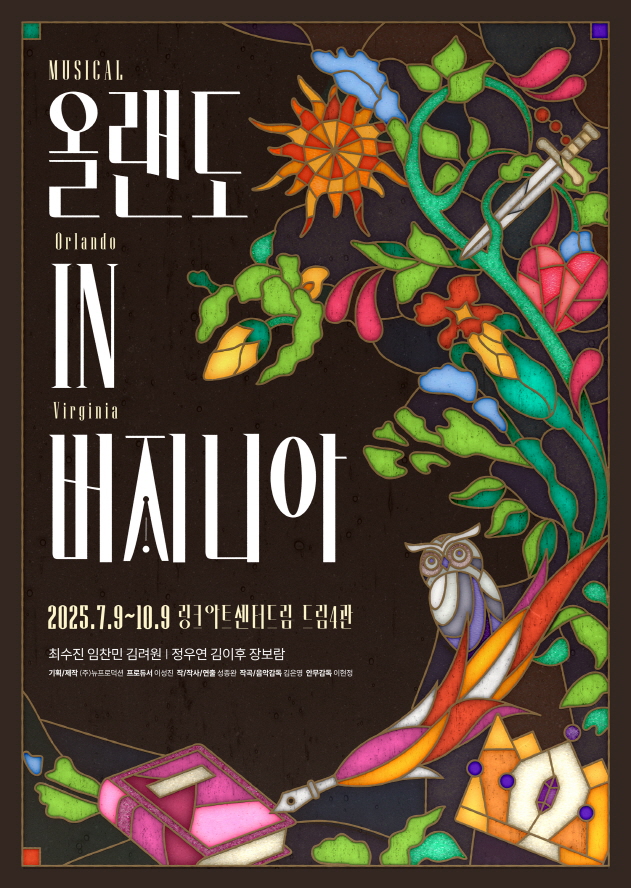 MUSICAL
올랜도
Orlando
IN
Virginia
버지니아
2025.7.9~10.9 링크아트센터드림 드림4관
최수진 임찬민 김려원 | 정우연 김이후 장보람
기획/제작 (주)뉴프로덕션 프로듀서 이성진 작/작사/연출 성종완 작곡/음악감독 김은영 안무감독 이현정